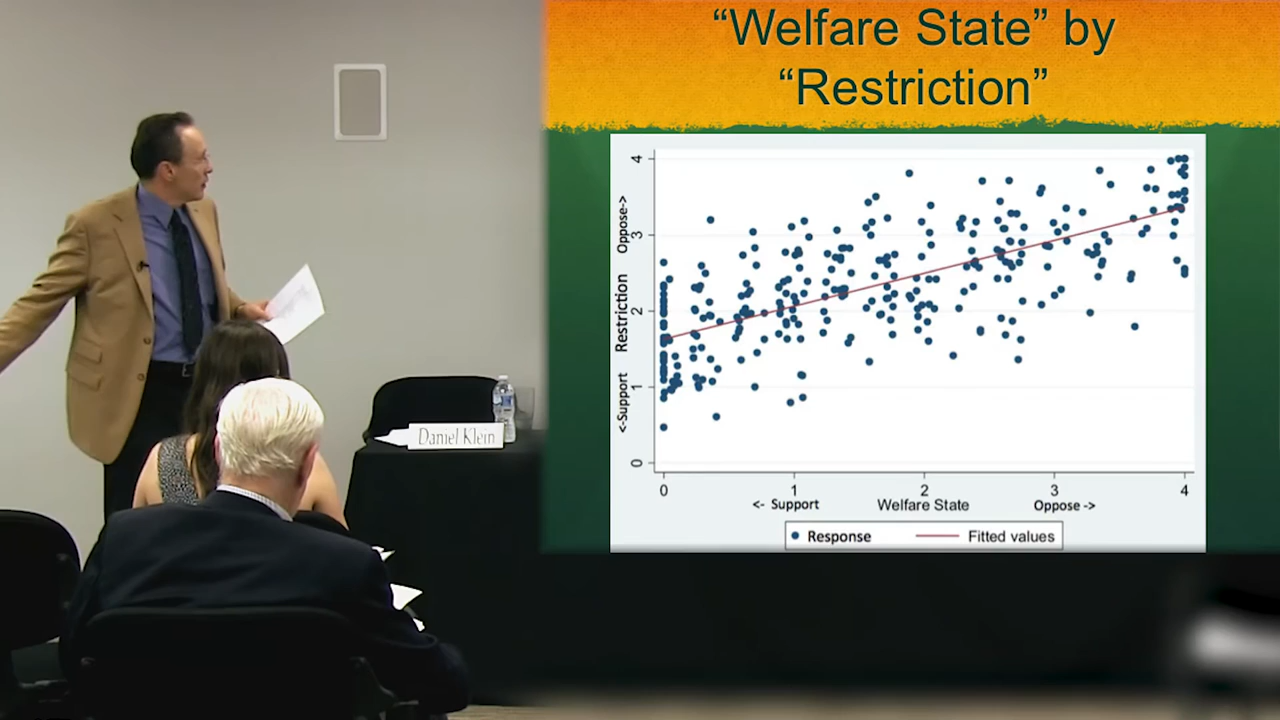 “Welfare State” by
“Restriction”
4
3
2
1
0
<-Support Restriction Oppose->
0 1 2 3 4
<- Support Welfare State Oppose ->
Response Fitted values
Daniel Klein